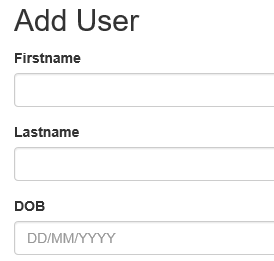 Add User
Firstname
Lastname
DOB
DD/MM/YYYY